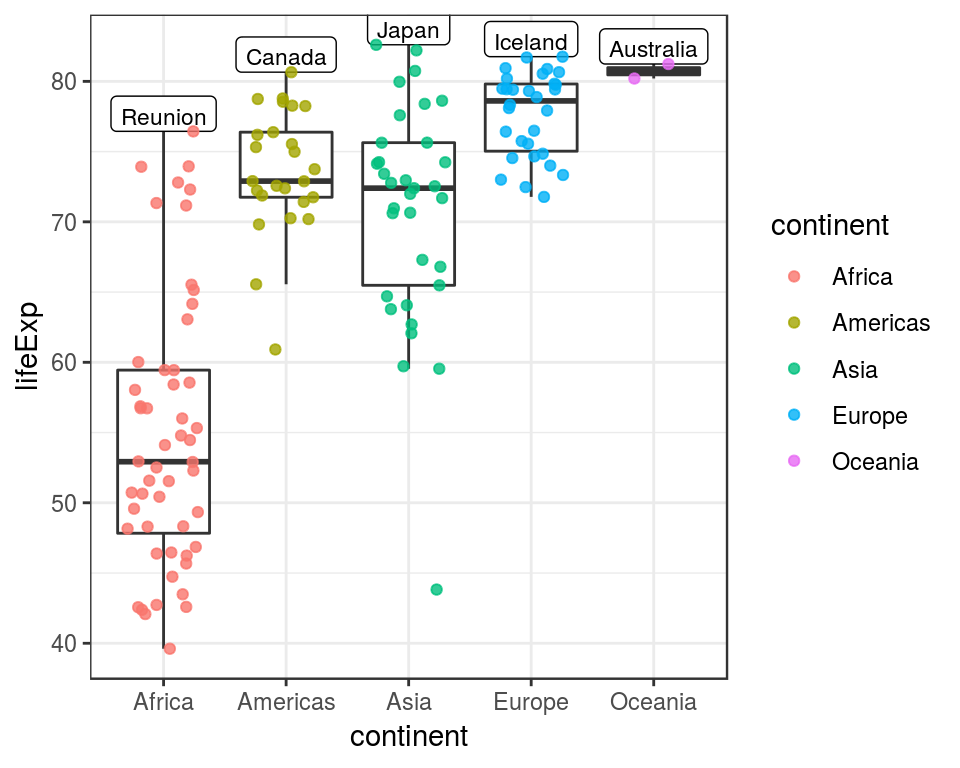 Japan
Iceland
Australia
Canada
Reunion
80
70
60
50
40
lifeExp
Africa
Americas
Asia
Europe
Oceania
continent
continent
Africa
Americas
Asia
Europe
Oceania